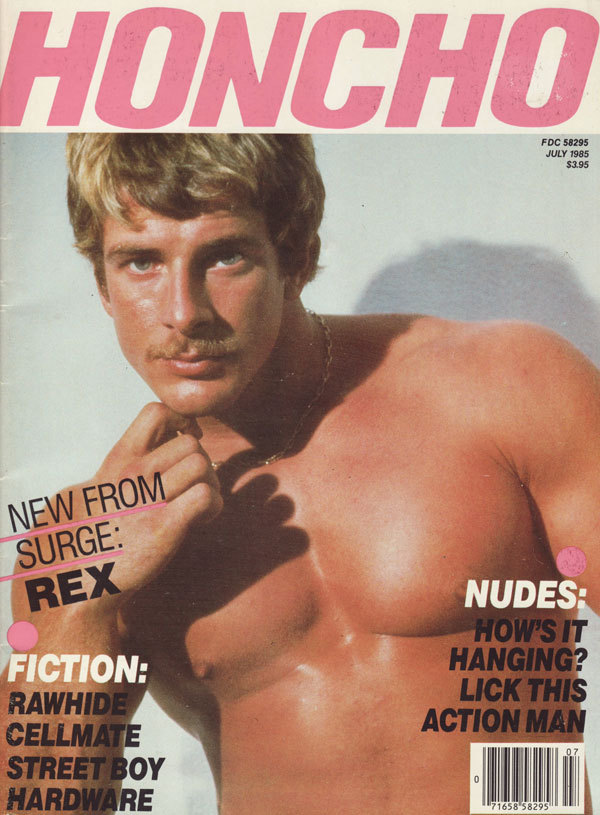 HONCHO
FDC 58295
JULY 1985
$3.95
NEW FROM
SURGE:
REX
FICTION:
RAWHIDE
CELLMATE
STREET BOY
HARDWARE
NUDES:
HOW'S IT
HANGING?
LICK THIS
ACTION MAN
07
0
71658 58295